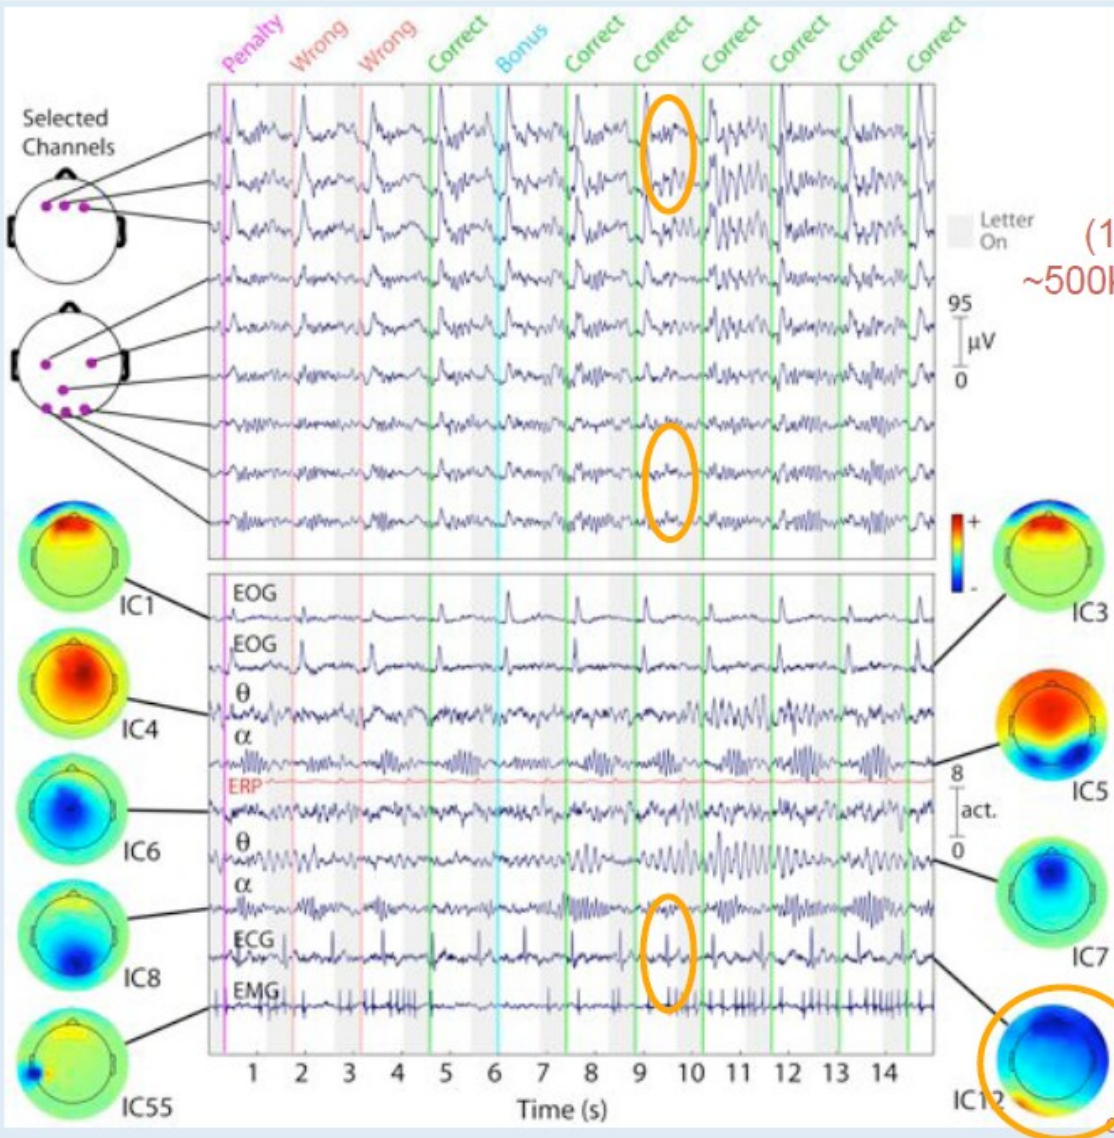 Penalty
Wrong
Wrong
Correct
Bonus
Correct
Correct
Correct
Correct
Correct
Correct
Selected
Channels
Letter
On
(1
~500k
95
μV
0
+
-
EOG
IC1
IC3
EOG
θ
IC4
α
8
ERP
IC5
act.
IC6
θ
0
α
ECG
IC8
IC7
EMG
IC55
IC12
1 2 3 4 5 6 7 8 9 10 11 12 13 14
Time (s)